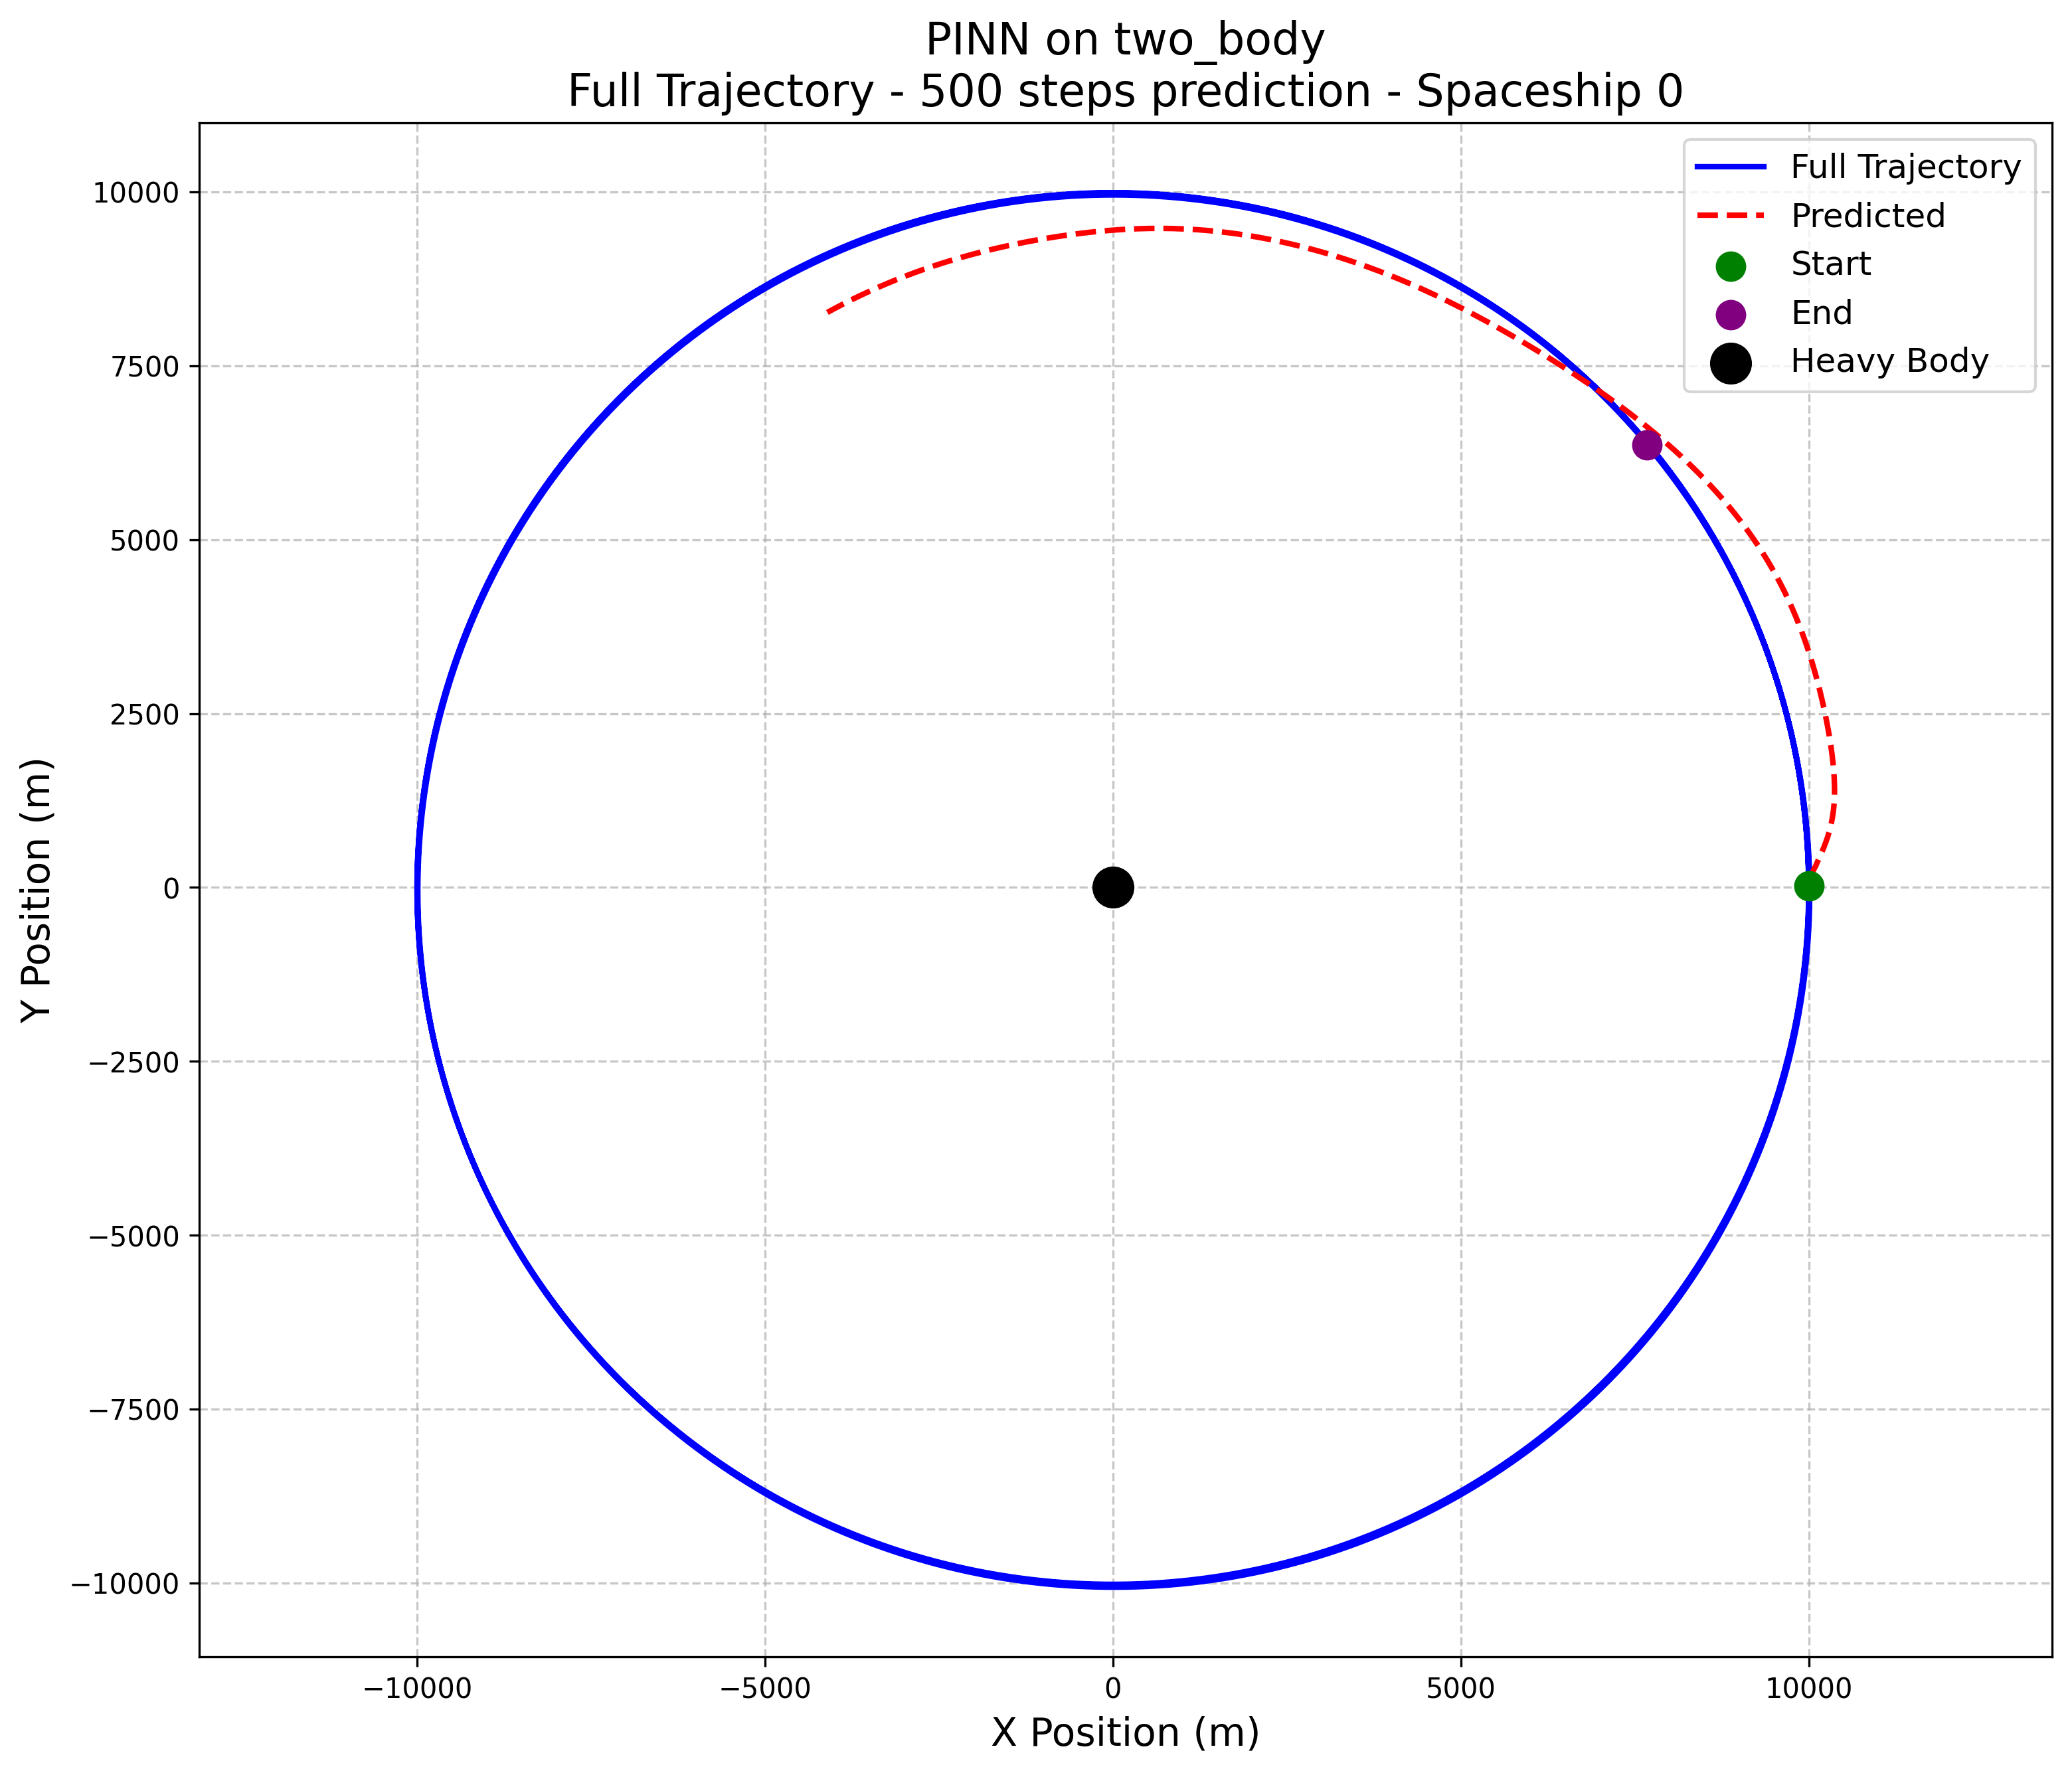 PINN on two_body
Full Trajectory - 500 steps prediction - Spaceship 0
Full Trajectory
Predicted
Start
End
Heavy Body
10000
7500
5000
2500
0
−2500
−5000
−7500
−10000
Y Position (m)
−10000
−5000
0
5000
10000
X Position (m)